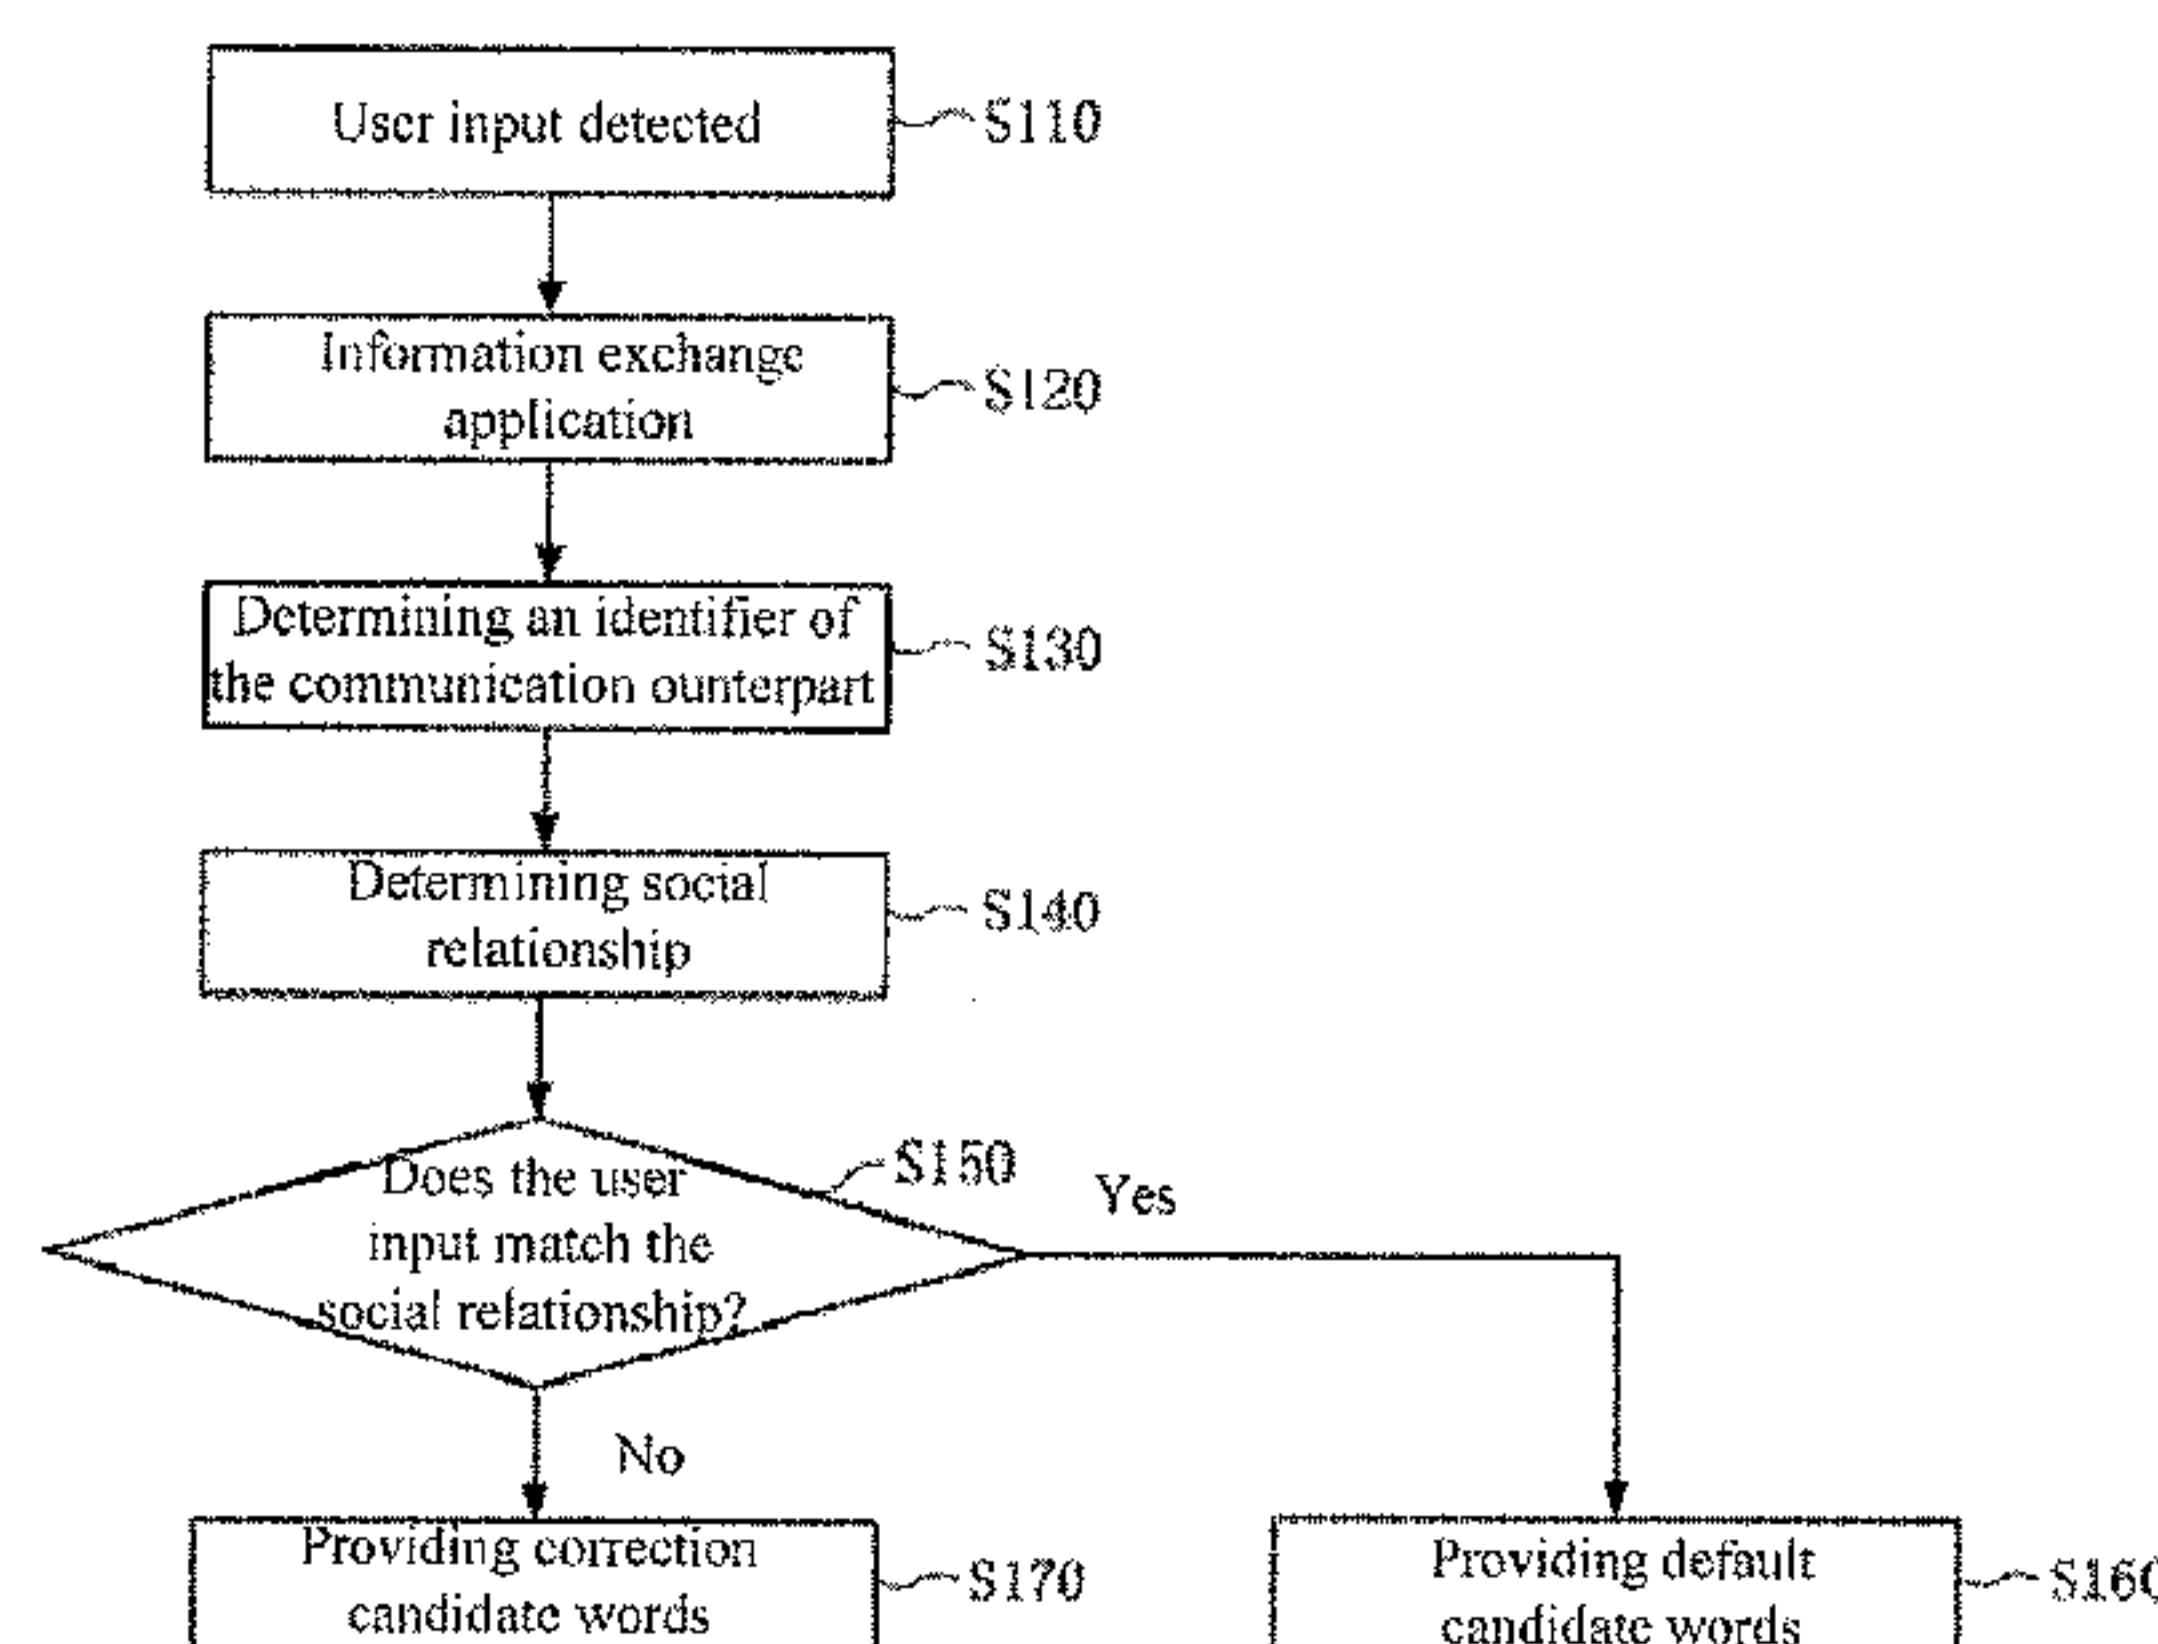 User input detected
S110
Information exchange
application
S120
Determining an identifier of
the communication ounterpart
S130
Determining social
relationship
S140
Does the user
input match the
social relationship?
S150
Yes
No
Providing correction
candidate words
S170
Providing default
candidate words
S160